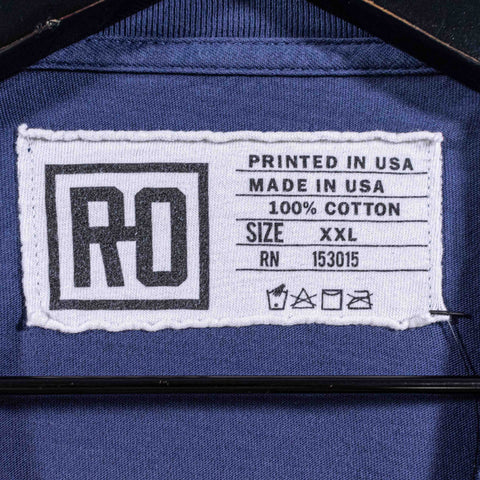 R-O
PRINTED IN USA
MADE IN USA
100% COTTON
SIZE XXL
RN 153015